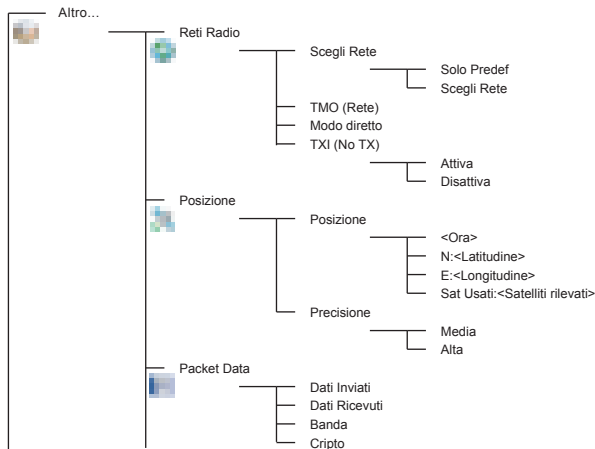 Altro...
Reti Radio
Scegli Rete
Solo Predef
Scegli Rete
TMO (Rete)
Modo diretto
TXI (No TX)
Attiva
Disattiva
Posizione
Posizione
<Ora>
N:<Latitudine>
E:<Longitudine>
Sat Usati:<Satelliti rilevati>
Precisione
Media
Alta
Packet Data
Dati Inviati
Dati Ricevuti
Banda
Cripto